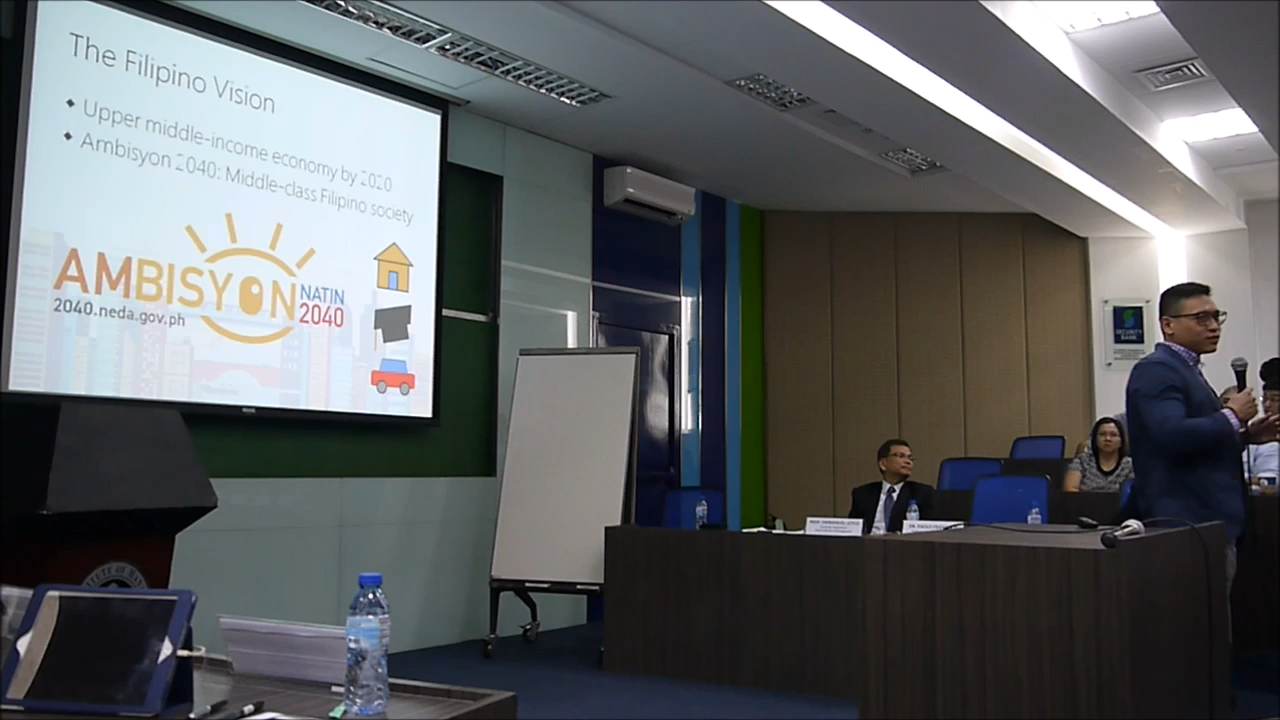 The Filipino Vision
Upper middle-income economy by 2020
Ambisyon 2040: Middle-class Filipino society
AMBISYON NATIN 2040
2040.neda.gov.ph
SECURITY
BANK